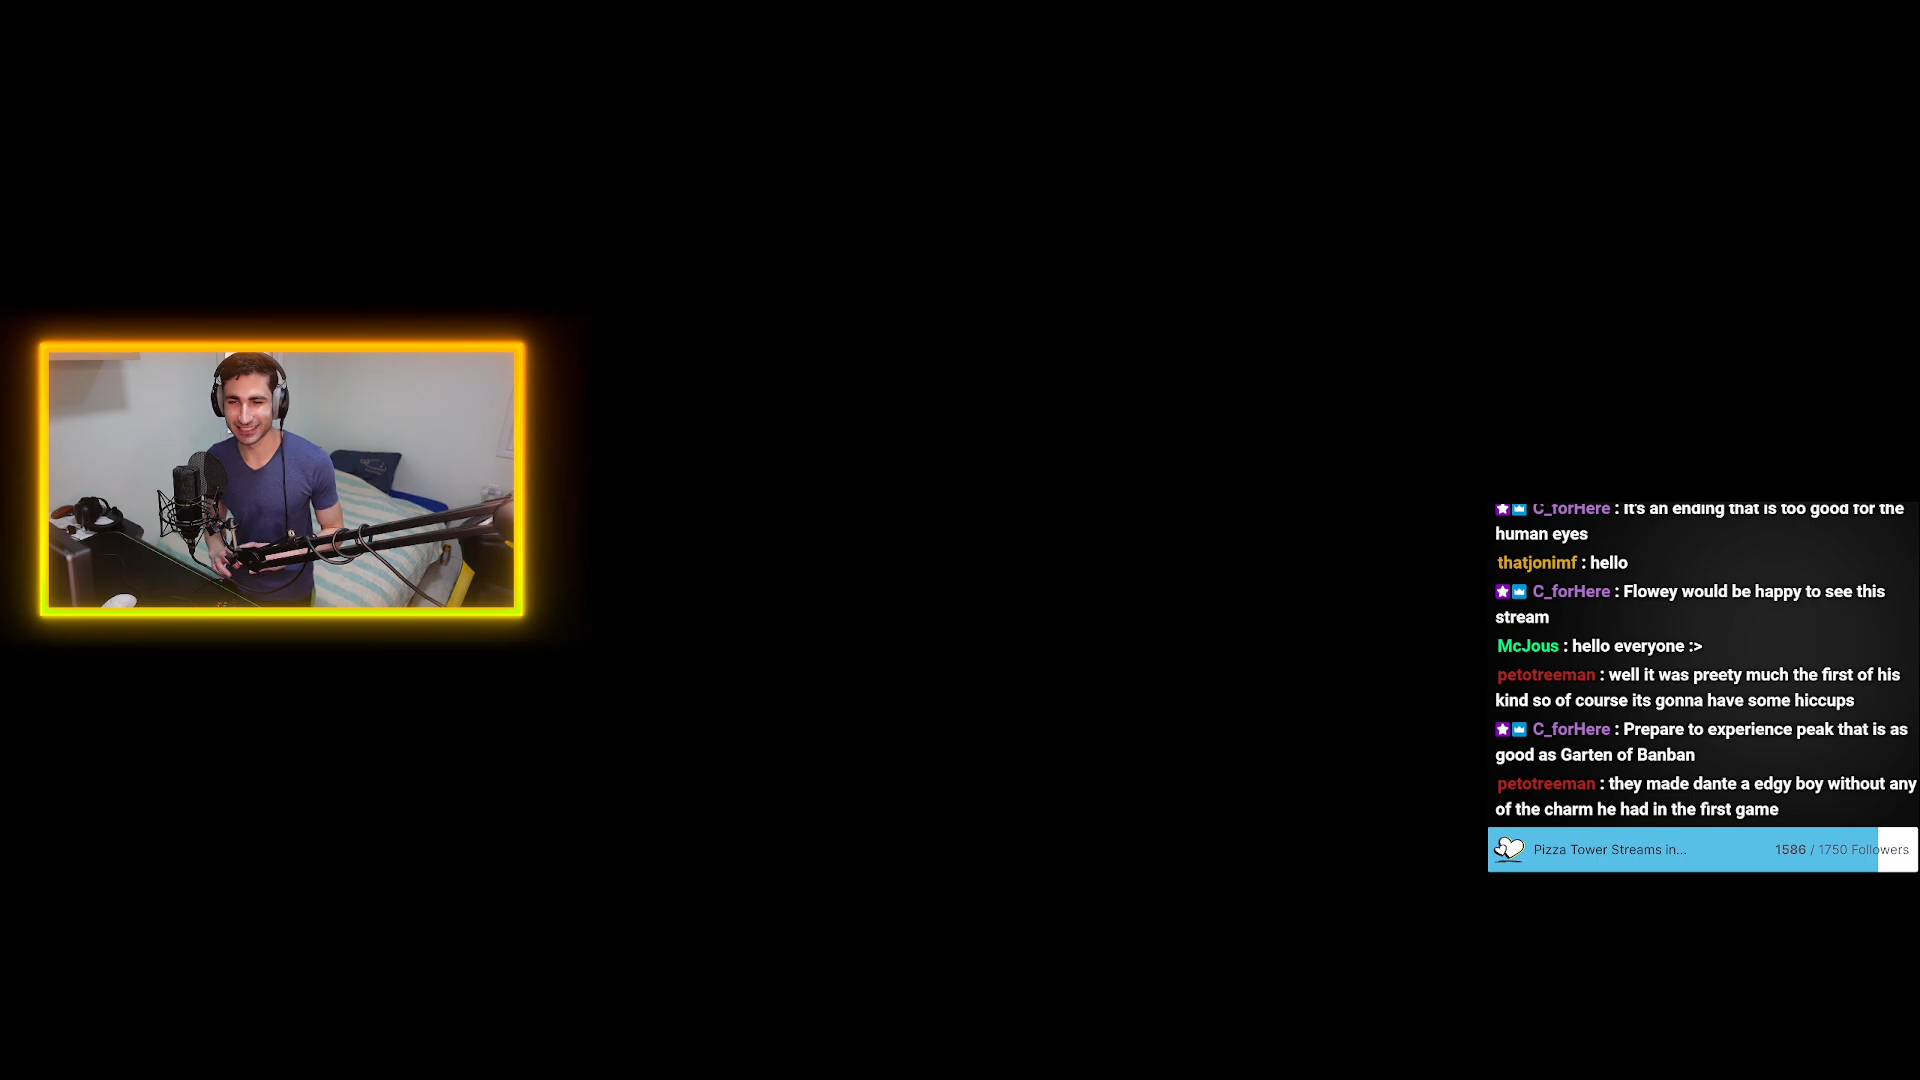 C_forHere : It's an ending that is too good for the
human eyes
thatjonimf : hello
C_forHere : Flowey would be happy to see this
stream
McJous : hello everyone :>
petotreeman : well it was preety much the first of his
kind so of course its gonna have some hiccups
C_forHere : Prepare to experience peak that is as
good as Garten of Banban
petotreeman : they made dante a edgy boy without any
of the charm he had in the first game
Pizza Tower Streams in... 1586 / 1750 Followers